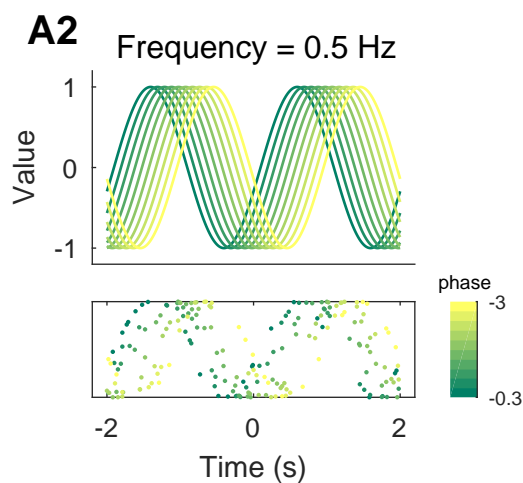 A2
Frequency = 0.5 Hz
Value
1
0
-1
phase
-3
-0.3
-2
0
2
Time (s)